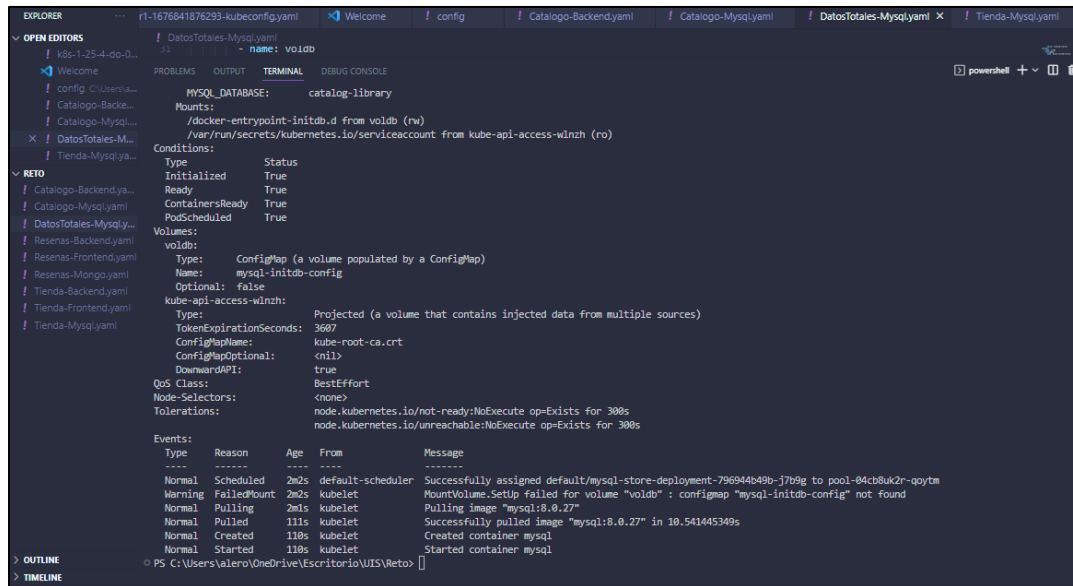 EXPLORER ··· r1-1676841876293-kubeconfig.yaml Welcome ! config ! Catalogo-Backend.yaml ! Catalogo-Mysql.yaml ! DatosTotales-Mysql.yaml × ! Tienda-Mysql.yaml
OPEN EDITORS
! k8s-1-25-4-do-0...
Welcome
! config C:\Users\a...
! Catalogo-Backe...
! Catalogo-Mysql....
× ! DatosTotales-M...
! Tienda-Mysql.ya...
RETO
! Catalogo-Backend.ya...
! Catalogo-Mysql.yaml
! DatosTotales-Mysql.y...
! Resenas-Backend.yaml
! Resenas-Frontend.yaml
! Resenas-Mongo.yaml
! Tienda-Backend.yaml
! Tienda-Frontend.yaml
! Tienda-Mysql.yaml
OUTLINE
TIMELINE
! DatosTotales-Mysql.yaml
31 - name: voldb
PROBLEMS OUTPUT TERMINAL DEBUG CONSOLE powershell
MYSQL_DATABASE: catalog-library
Mounts:
/docker-entrypoint-initdb.d from voldb (rw)
/var/run/secrets/kubernetes.io/serviceaccount from kube-api-access-wlnzh (ro)
Conditions:
Type Status
Initialized True
Ready True
ContainersReady True
PodScheduled True
Volumes:
voldb:
Type: ConfigMap (a volume populated by a ConfigMap)
Name: mysql-initdb-config
Optional: false
kube-api-access-wlnzh:
Type: Projected (a volume that contains injected data from multiple sources)
TokenExpirationSeconds: 3607
ConfigMapName: kube-root-ca.crt
ConfigMapOptional: <nil>
DownwardAPI: true
QoS Class: BestEffort
Node-Selectors: <none>
Tolerations: node.kubernetes.io/not-ready:NoExecute op=Exists for 300s
node.kubernetes.io/unreachable:NoExecute op=Exists for 300s
Events:
Type Reason Age From Message
---- ------ ---- ---- -------
Normal Scheduled 2m2s default-scheduler Successfully assigned default/mysql-store-deployment-796944b49b-j7b9g to pool-04cb8uk2r-qoytm
Warning FailedMount 2m2s kubelet MountVolume.SetUp failed for volume "voldb" : configmap "mysql-initdb-config" not found
Normal Pulling 2m1s kubelet Pulling image "mysql:8.0.27"
Normal Pulled 111s kubelet Successfully pulled image "mysql:8.0.27" in 10.541445349s
Normal Created 110s kubelet Created container mysql
Normal Started 110s kubelet Started container mysql
PS C:\Users\alero\OneDrive\Escritorio\UIS\Reto>